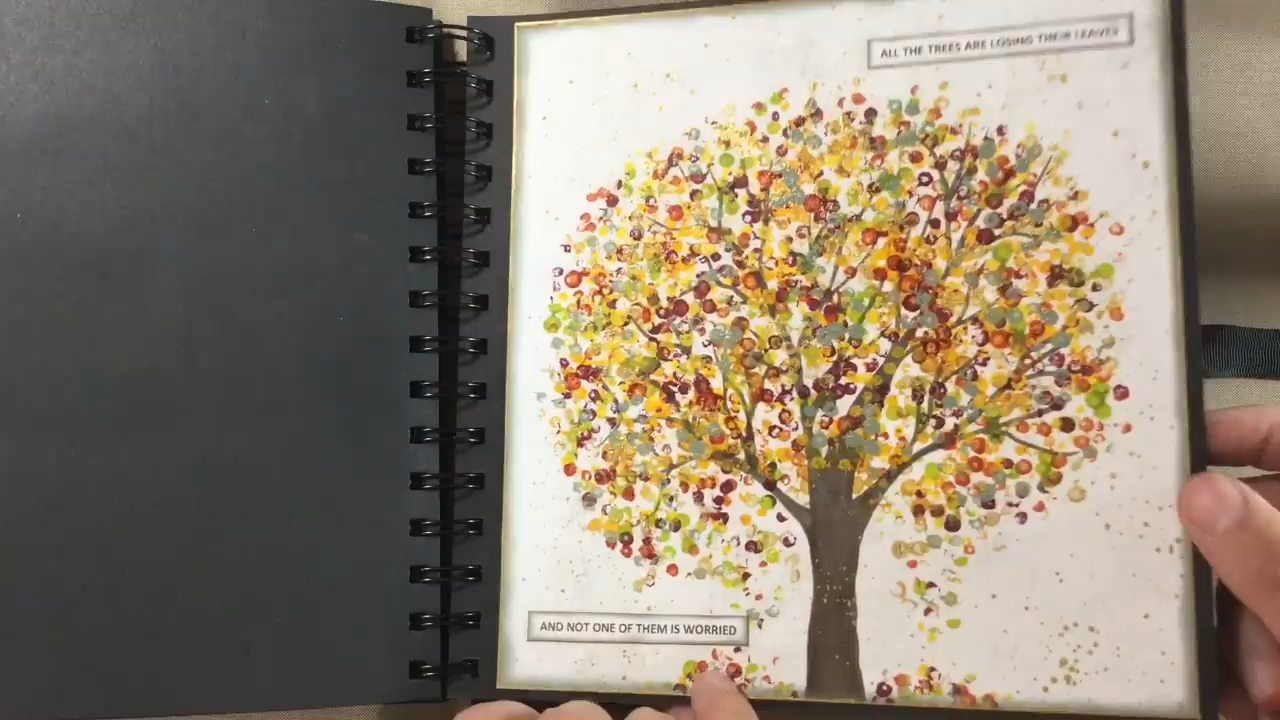 ALL THE TREES ARE LOSING THEIR LEAVES
AND NOT ONE OF THEM IS WORRIED